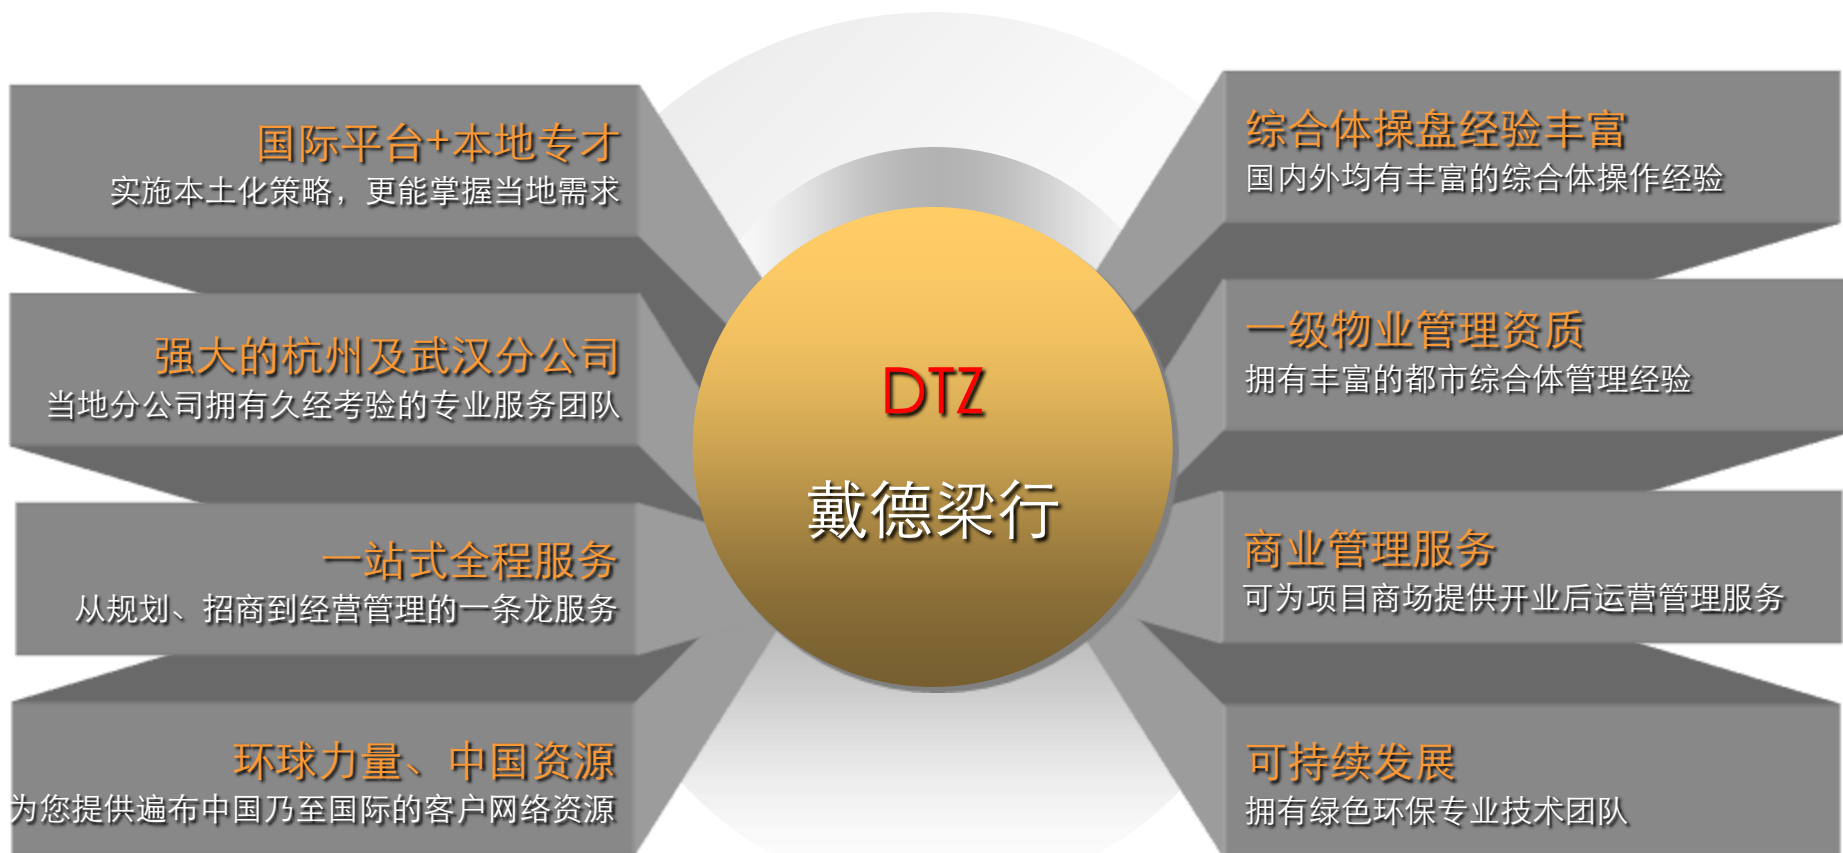 国际平台+本地专才
实施本土化策略，更能掌握当地需求
强大的杭州及武汉分公司
当地分公司拥有久经考验的专业服务团队
一站式全程服务
从规划、招商到经营管理的一条龙服务
环球力量、中国资源
为您提供遍布中国乃至国际的客户网络资源
DTZ
戴德梁行
综合体操盘经验丰富
国内外均有丰富的综合体操作经验
一级物业管理资质
拥有丰富的都市综合体管理经验
商业管理服务
可为项目商场提供开业后运营管理服务
可持续发展
拥有绿色环保专业技术团队